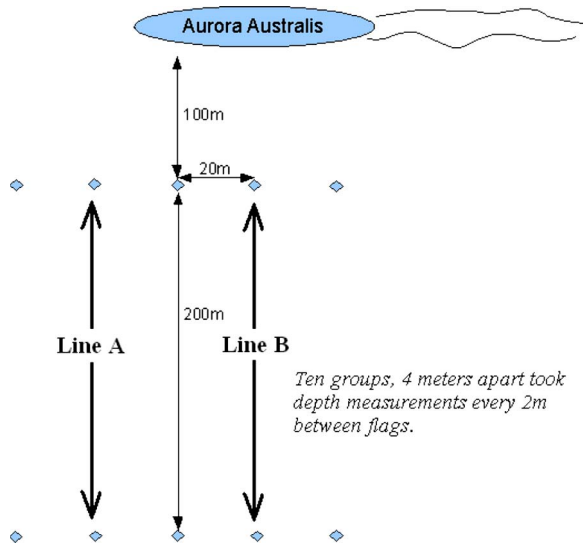 Aurora Australis
100m
20m
200m
Line A
Line B
Ten groups, 4 meters apart took
depth measurements every 2m
between flags.